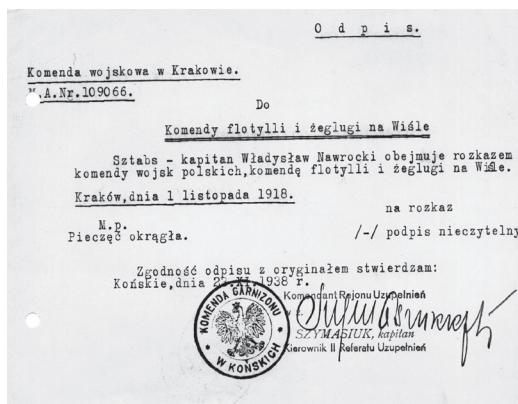 O d p i s.
Komenda wojskowa w Krakowie.
M.A.Nr.109066.
Do
Komendy flotylli i żeglugi na Wiśle
Sztabs - kapitan Władysław Nawrocki obejmuje rozkazem
komendy wojsk polskich,komendę flotylli i żeglugi na Wiśle.
Kraków,dnia 1 listopada 1918.
na rozkaz
M.p.
Pieczęć okrągła.
/-/ podpis nieczytelny
Zgodność odpisu z oryginałem stwierdzam:
Końskie,dnia XI.1938 r.
KOMENDA GARNIZONU
W KOŃSKICH
Komendant Rejonu Uzupełnień
SZYMASIUK, kapitan
Kierownik II Referatu Uzupełnień